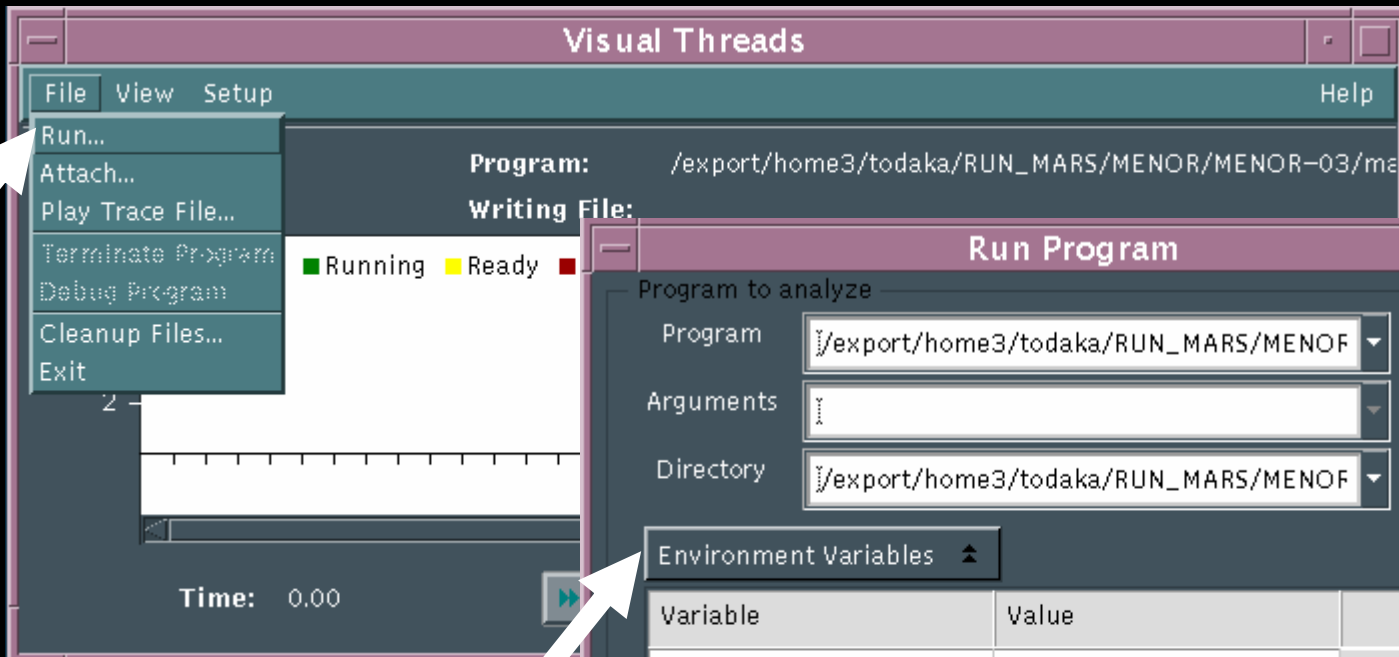 Visual Threads
File View Setup Help
Run...
Attach...
Play Trace File...
Terminate Program
Debug Program
Cleanup Files...
Exit
Program: /export/home3/todaka/RUN_MARS/MENOR/MENOR-03/ma
Writing File:
Running Ready
2
Time: 0.00
Run Program
Program to analyze
Program /export/home3/todaka/RUN_MARS/MENOR
Arguments
Directory /export/home3/todaka/RUN_MARS/MENOR
Environment Variables
Variable Value